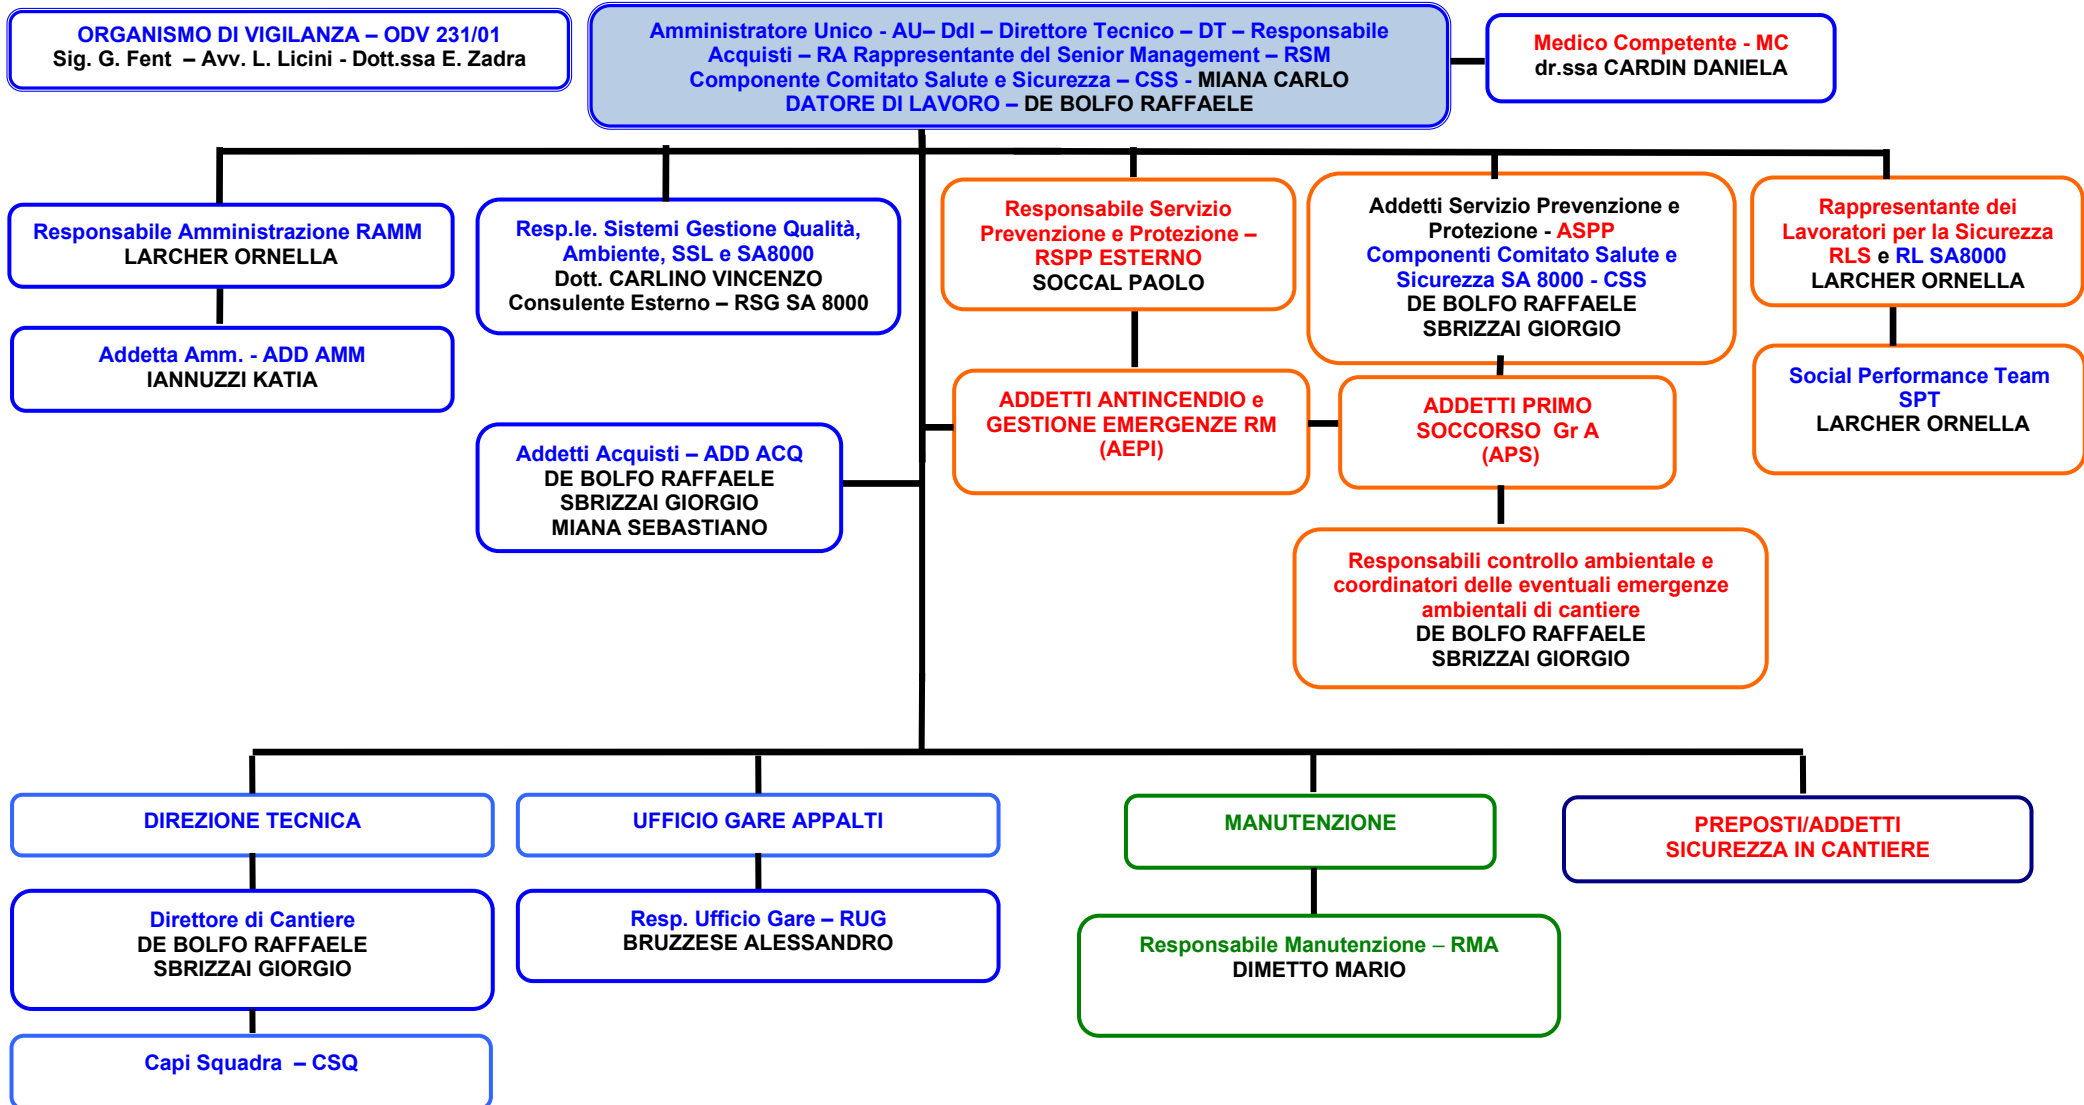 ORGANISMO DI VIGILANZA – ODV 231/01
Sig. G. Fent – Avv. L. Licini - Dott.ssa E. Zadra
Amministratore Unico - AU– Ddl – Direttore Tecnico – DT – Responsabile
Acquisti – RA Rappresentante del Senior Management – RSM
Componente Comitato Salute e Sicurezza – CSS - MIANA CARLO
DATORE DI LAVORO – DE BOLFO RAFFAELE
Medico Competente - MC
dr.ssa CARDIN DANIELA
Responsabile Amministrazione RAMM
LARCHER ORNELLA
Resp.le. Sistemi Gestione Qualità,
Ambiente, SSL e SA8000
Dott. CARLINO VINCENZO
Consulente Esterno – RSG SA 8000
Responsabile Servizio
Prevenzione e Protezione –
RSPP ESTERNO
SOCCAL PAOLO
Addetti Servizio Prevenzione e
Protezione - ASPP
Componenti Comitato Salute e
Sicurezza SA 8000 - CSS
DE BOLFO RAFFAELE
SBRIZZAI GIORGIO
Rappresentante dei
Lavoratori per la Sicurezza
RLS e RL SA8000
LARCHER ORNELLA
Addetta Amm. - ADD AMM
IANNUZZI KATIA
Addetti Acquisti – ADD ACQ
DE BOLFO RAFFAELE
SBRIZZAI GIORGIO
MIANA SEBASTIANO
ADDETTI ANTINCENDIO e
GESTIONE EMERGENZE RM
(AEPI)
ADDETTI PRIMO
SOCCORSO Gr A
(APS)
Social Performance Team
SPT
LARCHER ORNELLA
Responsabili controllo ambientale e
coordinatori delle eventuali emergenze
ambientali di cantiere
DE BOLFO RAFFAELE
SBRIZZAI GIORGIO
DIREZIONE TECNICA
UFFICIO GARE APPALTI
MANUTENZIONE
PREPOSTI/ADDETTI
SICUREZZA IN CANTIERE
Direttore di Cantiere
DE BOLFO RAFFAELE
SBRIZZAI GIORGIO
Resp. Ufficio Gare – RUG
BRUZZESE ALESSANDRO
Responsabile Manutenzione – RMA
DIMETTO MARIO
Capi Squadra – CSQ